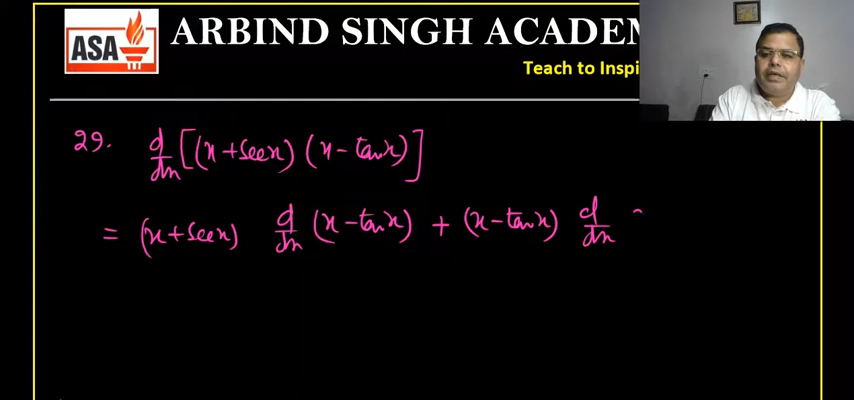 ASA
ARBIND SINGH ACADEM
Teach to Inspi
29. d/dx [(x + sec x) (x - tan x)]
= (x + sec x) d/dx (x - tan x) + (x - tan x) d/dx